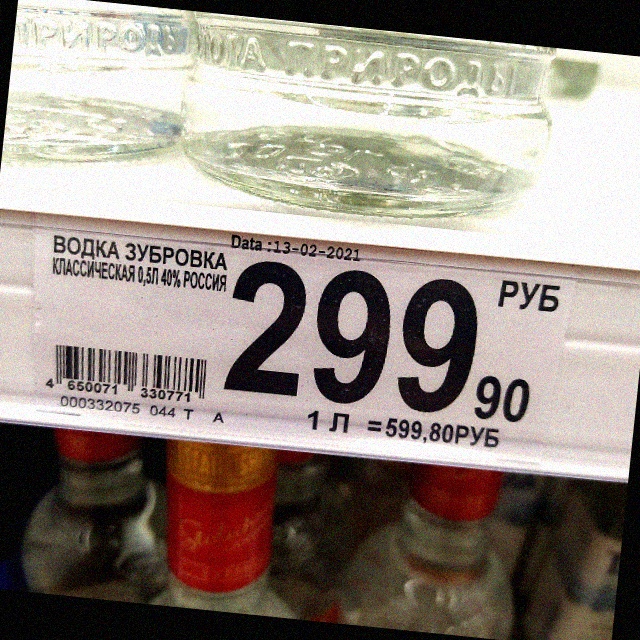 ПРИРОДЫ
ША ПРИРОДЫ
ВОДКА ЗУБРОВКА
КЛАССИЧЕСКАЯ 0,5Л 40% РОССИЯ
Data :13-02-2021
299 90
РУБ
4 650071 330771
000332075 044 Т А
1 Л =599,80РУБ